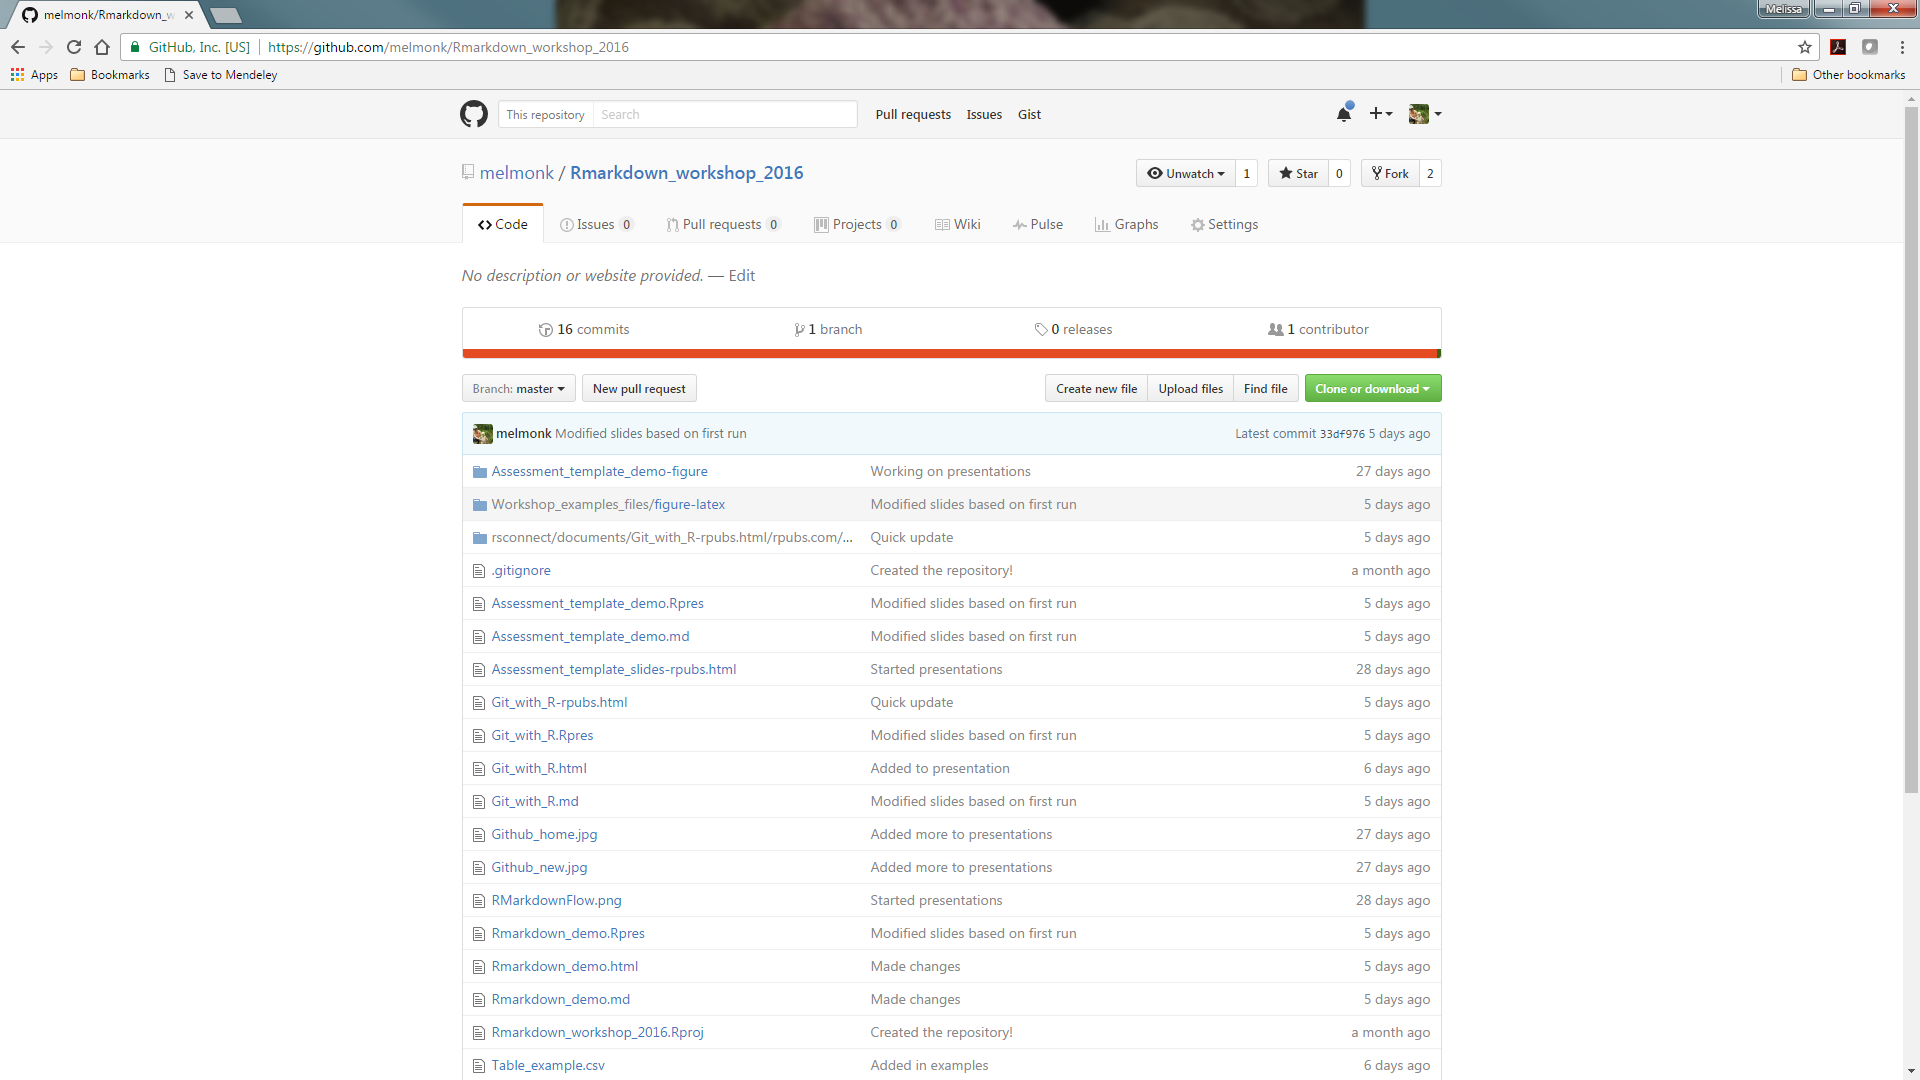 melmonk/Rmarkdown_w
Melissa
GitHub, Inc. [US] https://github.com/melmonk/Rmarkdown_workshop_2016
Apps Bookmarks Save to Mendeley Other bookmarks
This repository Search Pull requests Issues Gist
melmonk / Rmarkdown_workshop_2016 Unwatch 1 Star 0 Fork 2
Code Issues 0 Pull requests 0 Projects 0 Wiki Pulse Graphs Settings
No description or website provided. — Edit
16 commits 1 branch 0 releases 1 contributor
Branch: master New pull request Create new file Upload files Find file Clone or download
melmonk Modified slides based on first run Latest commit 33df976 5 days ago
Assessment_template_demo-figure Working on presentations 27 days ago
Workshop_examples_files/figure-latex Modified slides based on first run 5 days ago
rsconnect/documents/Git_with_R-rpubs.html/rpubs.com/... Quick update 5 days ago
.gitignore Created the repository! a month ago
Assessment_template_demo.Rpres Modified slides based on first run 5 days ago
Assessment_template_demo.md Modified slides based on first run 5 days ago
Assessment_template_slides-rpubs.html Started presentations 28 days ago
Git_with_R-rpubs.html Quick update 5 days ago
Git_with_R.Rpres Modified slides based on first run 5 days ago
Git_with_R.html Added to presentation 6 days ago
Git_with_R.md Modified slides based on first run 5 days ago
Github_home.jpg Added more to presentations 27 days ago
Github_new.jpg Added more to presentations 27 days ago
RMarkdownFlow.png Started presentations 28 days ago
Rmarkdown_demo.Rpres Modified slides based on first run 5 days ago
Rmarkdown_demo.html Made changes 5 days ago
Rmarkdown_demo.md Made changes 5 days ago
Rmarkdown_workshop_2016.Rproj Created the repository! a month ago
Table_example.csv Added in examples 6 days ago